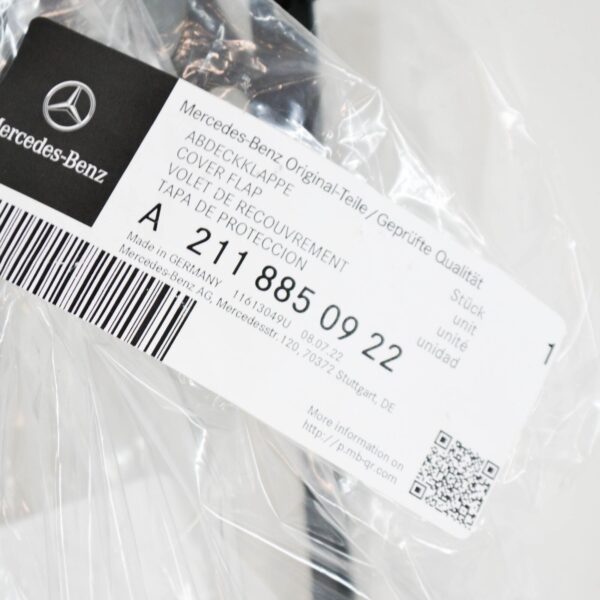 Mercedes-Benz
Mercedes-Benz Original-Teile / Geprüfte Qualität
ABDECKKLAPPE
COVER FLAP
VOLET DE RECOUVREMENT
TAPA DE PROTECCION
Stück
unit
unité
unidad
1
A 211 885 09 22
Made in GERMANY 11613049U 08.07.22
Mercedes-Benz AG, Mercedesstr.120, 70372 Stuttgart, DE
More information on
http://p.mb-qr.com